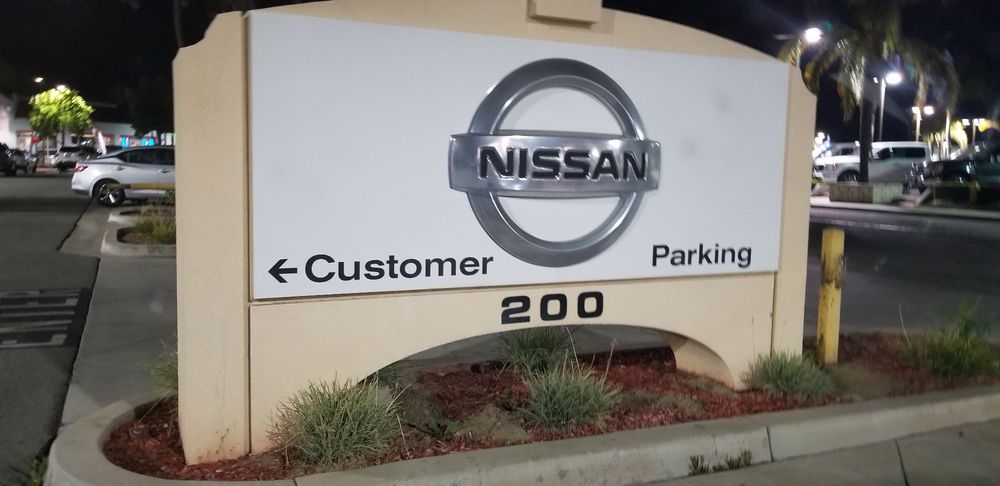 NISSAN
←Customer Parking
200